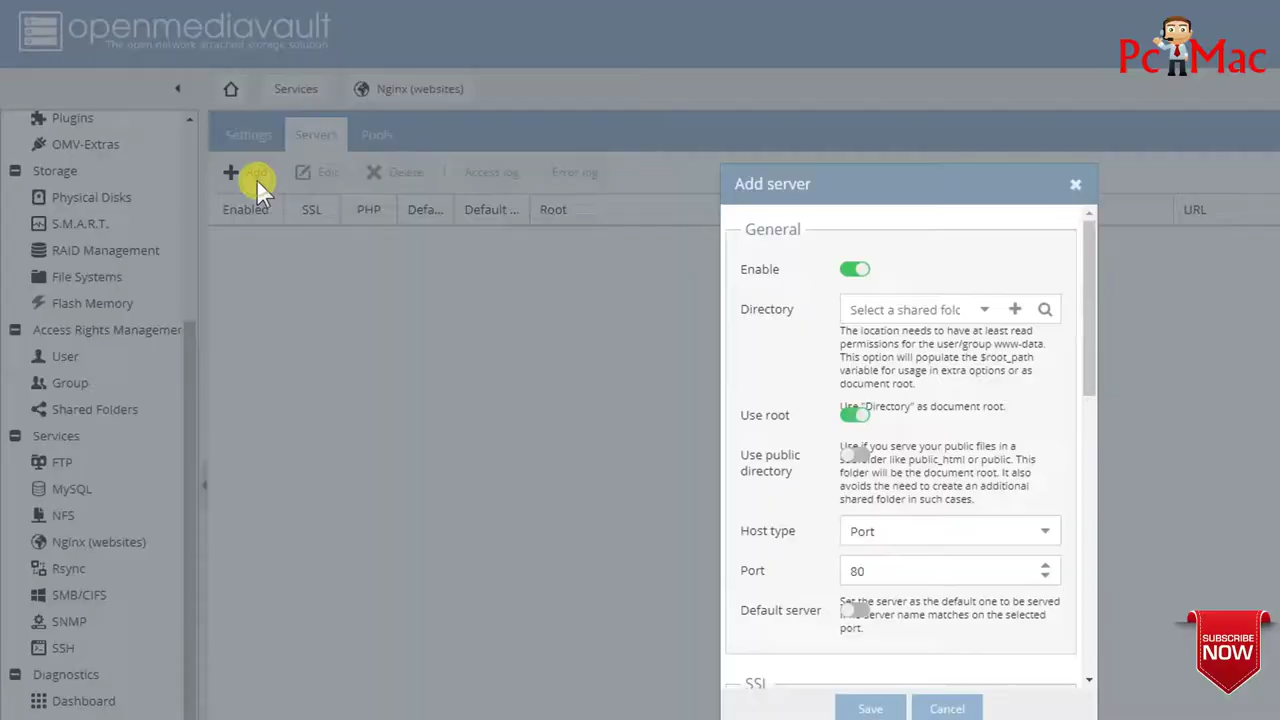 openmediavault
The open network attached storage solution
Pc Mac
Services
Nginx (websites)
Plugins
OMV-Extras
Storage
Physical Disks
S.M.A.R.T.
RAID Management
File Systems
Flash Memory
Access Rights Managemer
User
Group
Shared Folders
Services
FTP
MySQL
NFS
Nginx (websites)
Rsync
SMB/CIFS
SNMP
SSH
Diagnostics
Dashboard
Settings
Servers
Pools
Add
Edit
Delete
Access log
Error log
Enabled
SSL
PHP
Defa...
Default ...
Root
URL
Add server
General
Enable
Directory
Select a shared folc
The location needs to have at least read
permissions for the user/group www-data.
This option will populate the $root_path
variable for usage in extra options or as
document root.
Use root
Use "Directory" as document root.
Use public
directory
Use if you serve your public files in a
subfolder like public_html or public. This
folder will be the document root. It also
avoids the need to create an additional
shared folder in such cases.
Host type
Port
Port
80
Default server
Set the server as the default one to be served
if no server name matches on the selected
port.
SSL
Save
Cancel
SUBSCRIBE
NOW